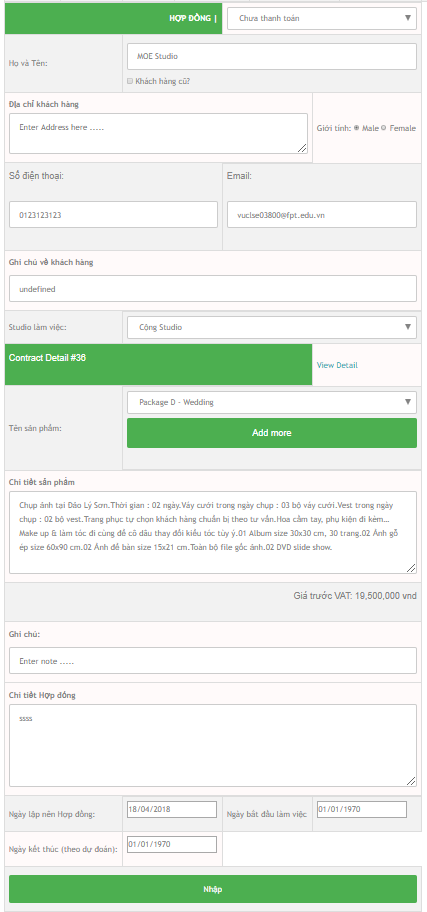 HỢP ĐỒNG | Chưa thanh toán
Họ và Tên: MOE Studio
Khách hàng cũ?
Địa chỉ khách hàng
Enter Address here .....
Giới tính: Male Female
Số điện thoại: Email:
0123123123 vuclse03800@fpt.edu.vn
Ghi chú về khách hàng
undefined
Studio làm việc: Cộng Studio
Contract Detail #36 View Detail
Package D - Wedding
Tên sản phẩm:
Add more
Chi tiết sản phẩm
Chụp ảnh tại Đảo Lý Sơn.Thời gian : 02 ngày.Váy cưới trong ngày chụp : 03 bộ váy cưới.Vest trong ngày
chụp : 02 bộ vest.Trang phục tự chọn khách hàng chuẩn bị theo tư vấn.Hoa cầm tay, phụ kiện đi kèm...
Make up & làm tóc đi cùng để cô dâu thay đổi kiểu tóc tùy ý.01 Album size 30x30 cm, 30 trang.02 Ảnh gỗ
ép size 60x90 cm.02 Ảnh để bàn size 15x21 cm.Toàn bộ file gốc ảnh.02 DVD slide show.
Giá trước VAT: 19,500,000 vnd
Ghi chú:
Enter note .....
Chi tiết Hợp đồng
ssss
Ngày lập nên Hợp đồng: 18/04/2018 Ngày bắt đầu làm việc 01/01/1970
Ngày kết thúc (theo dự đoán): 01/01/1970
Nhập